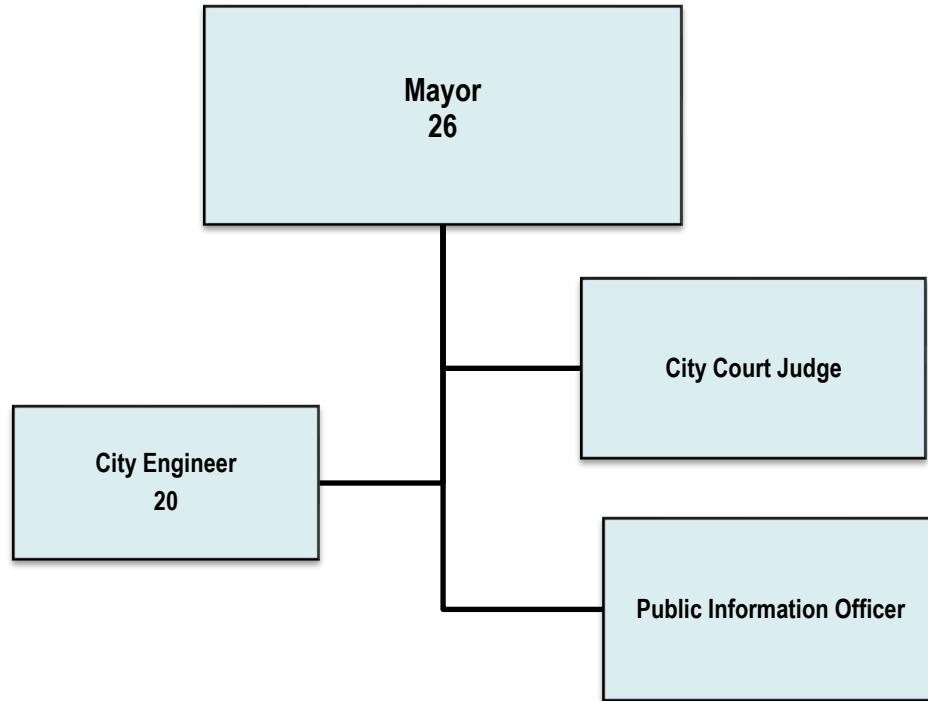 Mayor
26
City Court Judge
City Engineer
20
Public Information Officer